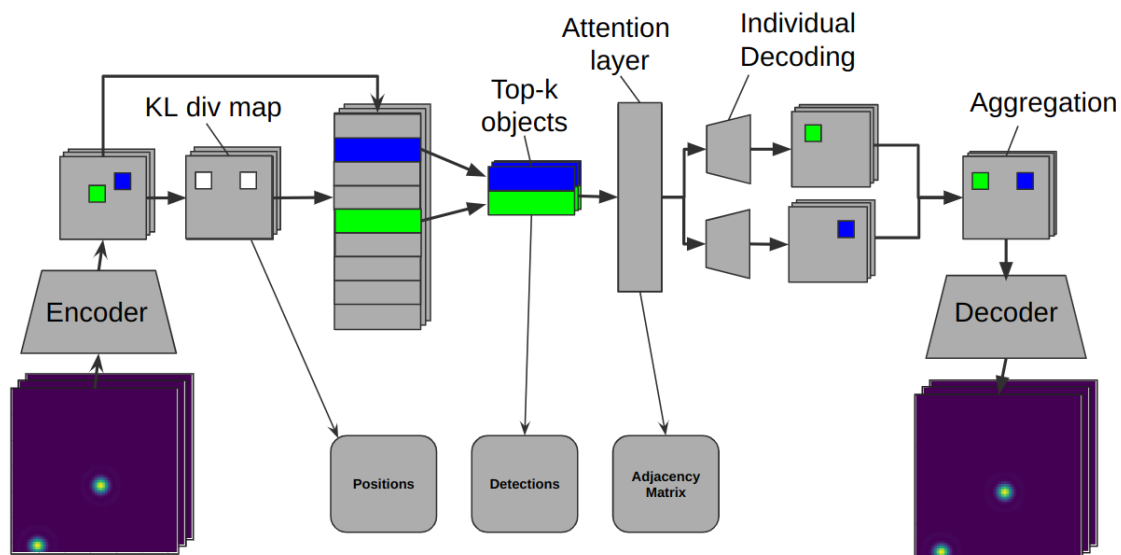 Attention
layer
Individual
Decoding
KL div map
Top-k
objects
Aggregation
Encoder
Decoder
Positions
Detections
Adjacency
Matrix